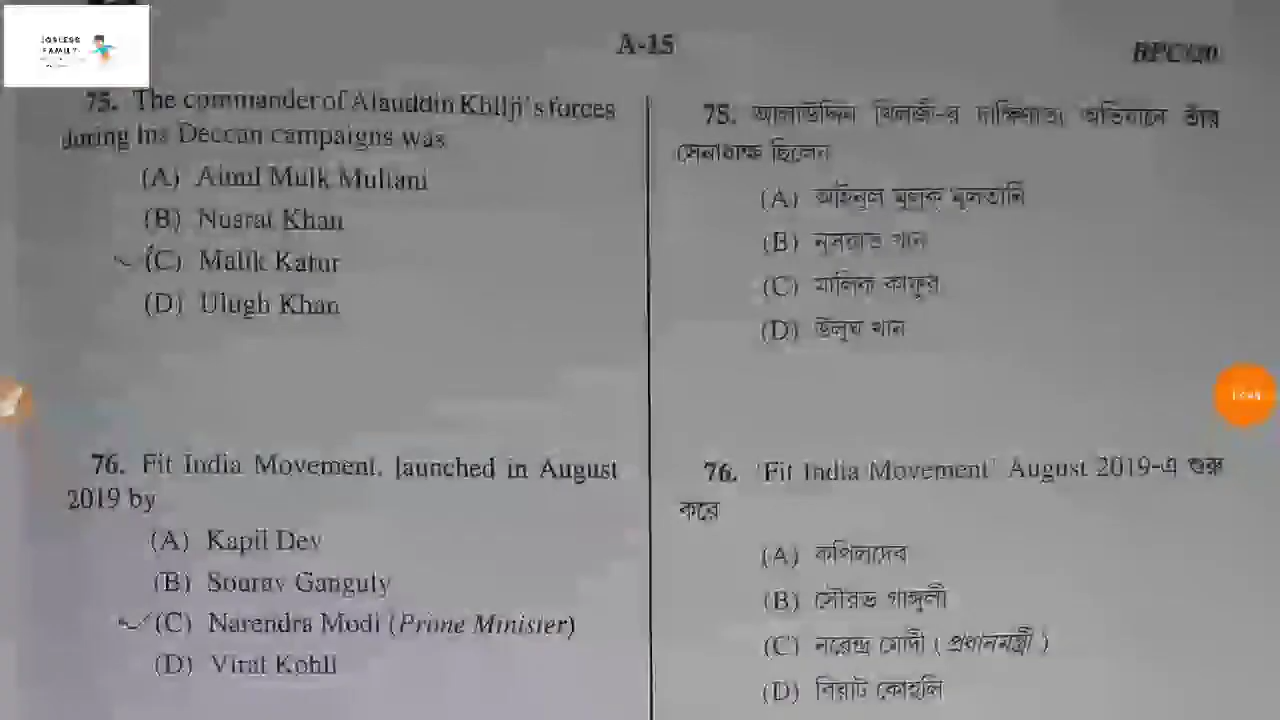 JOBLESS
FAMILY
A-15
75. The commander of Alauddin Khilji's forces
during his Deccan campaigns was
(A) Ainul Mulk Multani
(B) Nusrat Khan
(C) Malik Kafur
(D) Ulugh Khan
76. Fit India Movement, launched in August
2019 by
(A) Kapil Dev
(B) Sourav Ganguly
(C) Narendra Modi (Prime Minister)
(D) Virat Kohli
75. আলাউদ্দিন খিলজী-র দাক্ষিণাত্য অভিযানে তাঁর
সেনাধ্যক্ষ ছিলেন
(A) আইনুল মুলক্ মুলতানি
(B) নুসরাত খান
(C) মালিক কাফুর
(D) উলুঘ খান
76. 'Fit India Movement' August 2019-এ শুরু
করে
(A) কপিলদেব
(B) সৌরভ গাঙ্গুলী
(C) নরেন্দ্র মোদী (প্রধানমন্ত্রী)
(D) বিরাট কোহলি